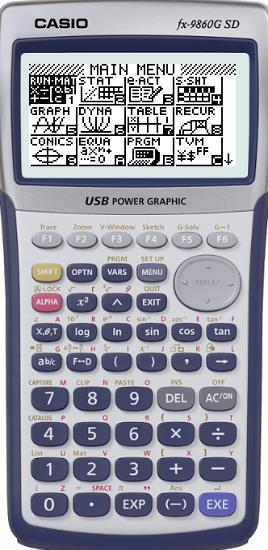 CASIO fx-9860G SD
MAIN MENU
RUN·MAT STAT e·ACT S·SHT
GRAPH DYNA TABLE RECUR
CONICS EQUA PRGM TVM
USB POWER GRAPHIC
Trace Zoom V-Window Sketch G-Solv G↔T
F1 F2 F3 F4 F5 F6
PRGM SET UP
SHIFT OPTN VARS MENU
REPLAY
A-LOCK QUIT
ALPHA x² ^ EXIT
X,θ,T log ln sin cos tan
ab/c F↔D ( ) , →
CAPTURE M CLIP N PASTE O INS OFF
7 8 9 DEL AC/ON
CATALOG P Q R S T
4 5 6 × ÷
List U Mat V W X Y
1 2 3 + −
Z SPACE π Ans
0 . EXP (−) EXE